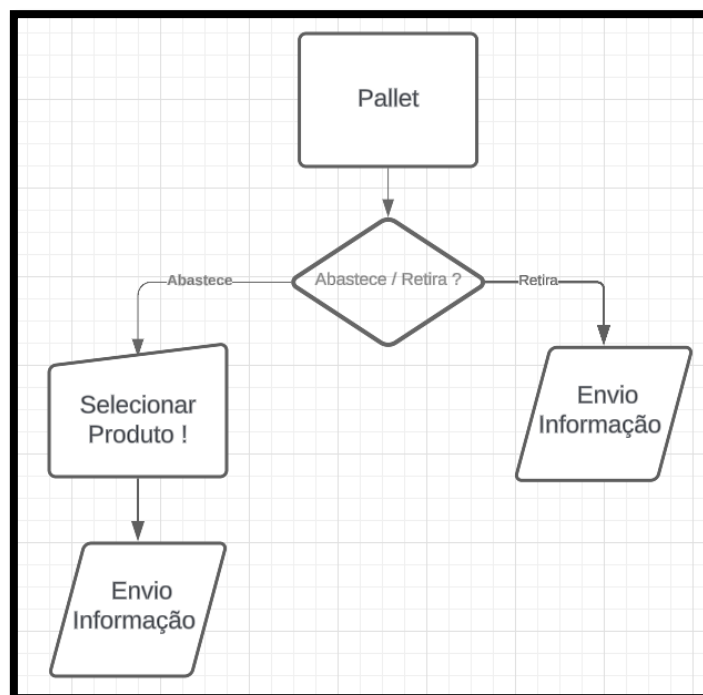 Pallet
Abastece / Retira ?
Abastece
Retira
Selecionar
Produto !
Envio
Informação
Envio
Informação